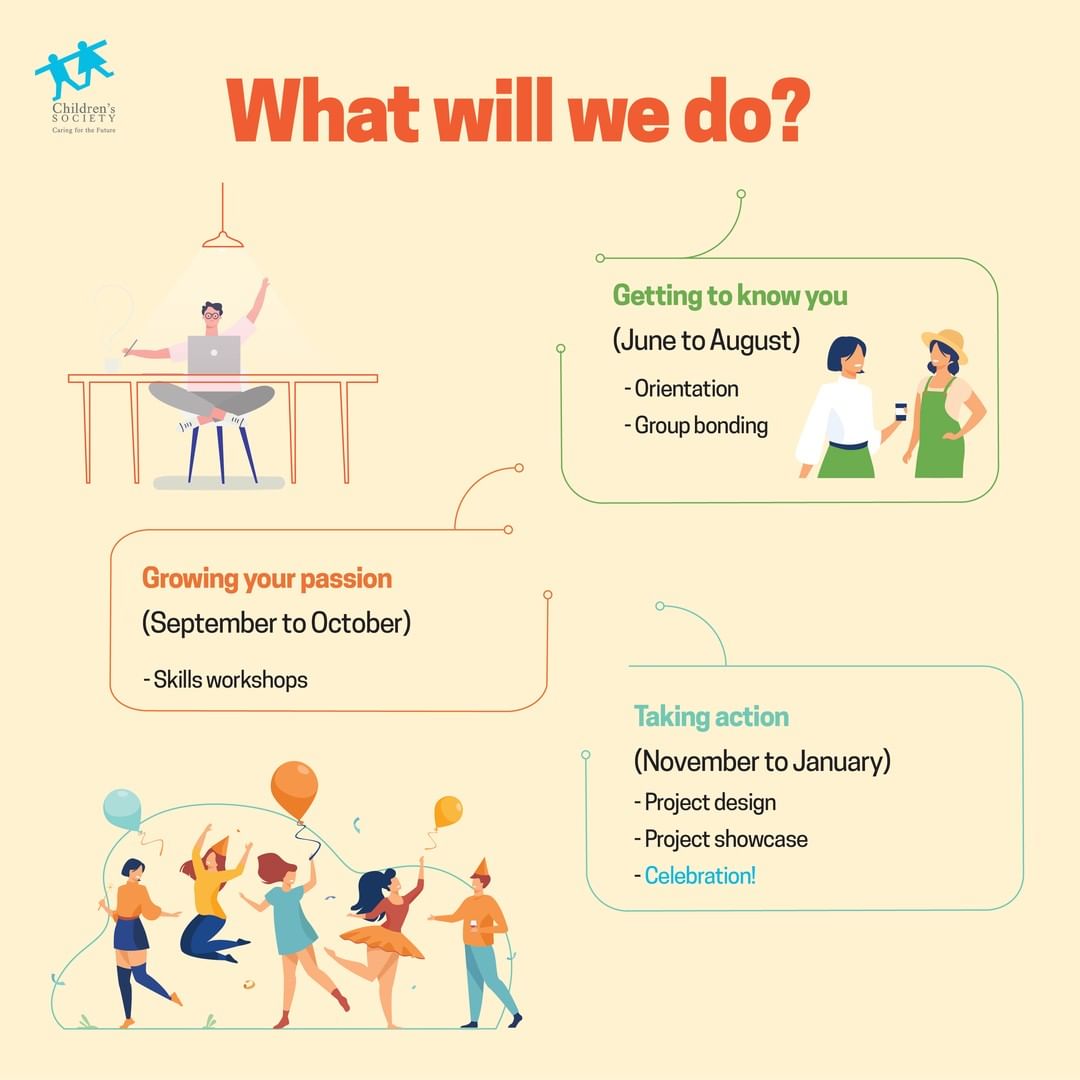 Children's
SOCIETY
Caring for the Future
What will we do?
Getting to know you
(June to August)
- Orientation
- Group bonding
Growing your passion
(September to October)
- Skills workshops
Taking action
(November to January)
- Project design
- Project showcase
- Celebration!